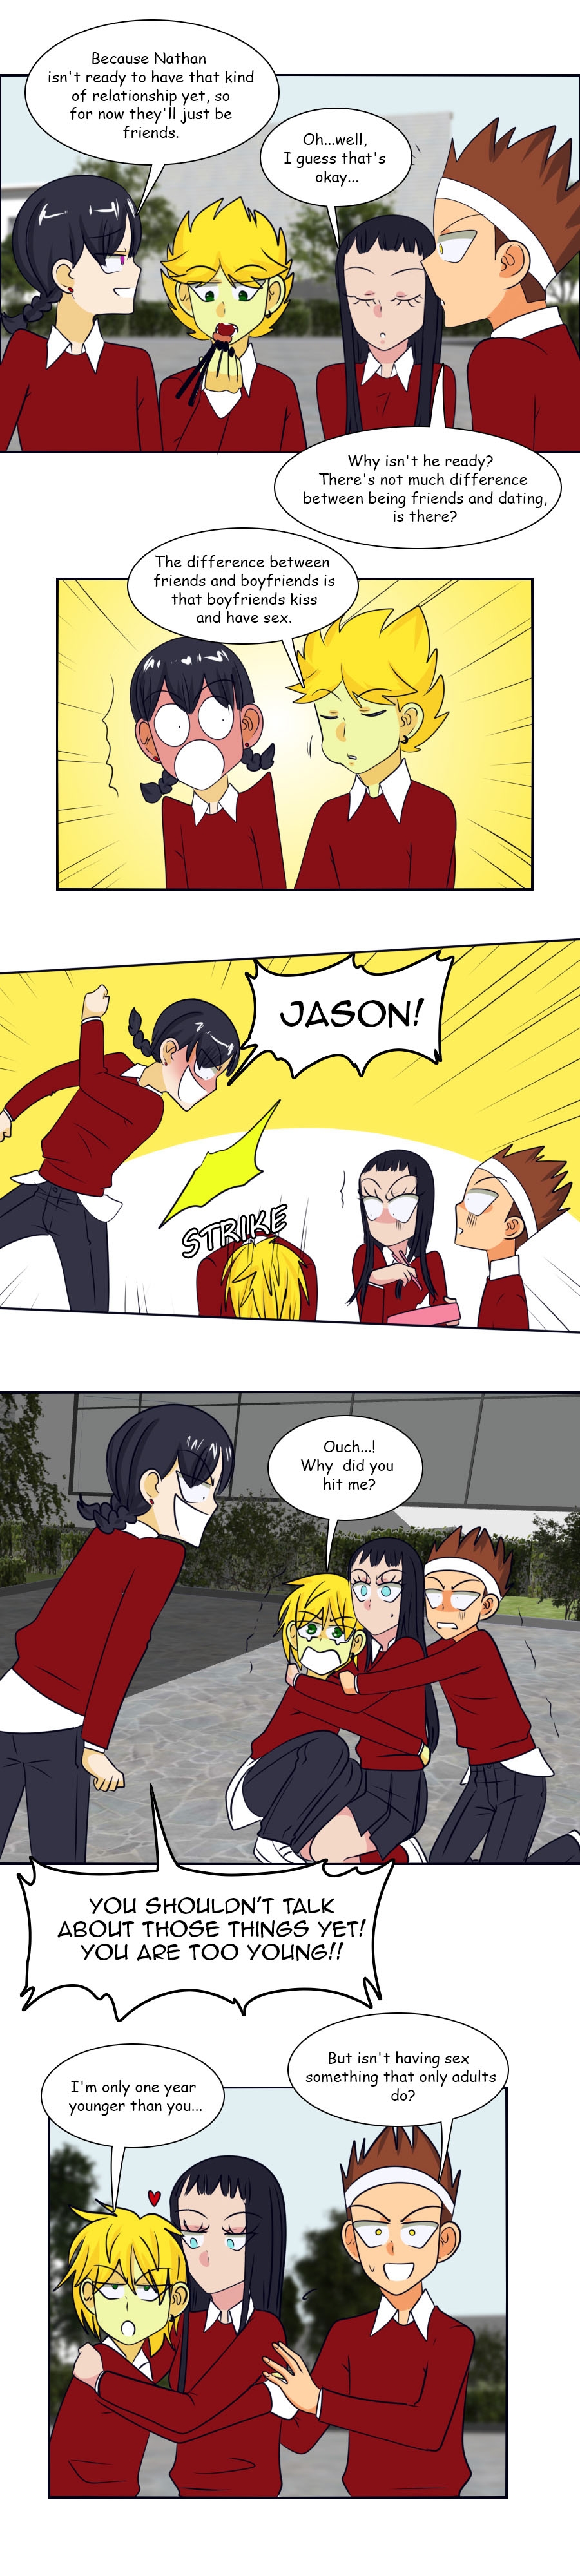 Because Nathan
isn't ready to have that kind
of relationship yet, so
for now they'll just be
friends.
Oh...well,
I guess that's
okay...
Why isn't he ready?
There's not much difference
between being friends and dating,
is there?
The difference between
friends and boyfriends is
that boyfriends kiss
and have sex.
JASON!
STRIKE
Ouch...!
Why did you
hit me?
YOU SHOULDN'T TALK
ABOUT THOSE THINGS YET!
YOU ARE TOO YOUNG!!
But isn't having sex
something that only adults
do?
I'm only one year
younger than you...